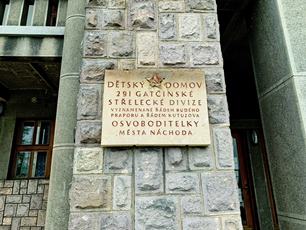 DĚTSKÝ DOMOV
291 GATČINSKÉ
STŘELECKÉ DIVIZE
VYZNAMENANÉ ŘÁDEM RUDÉHO
PRAPORU A ŘÁDEM KUTUZOVA
OSVOBODITELKY
MĚSTA NÁCHODA